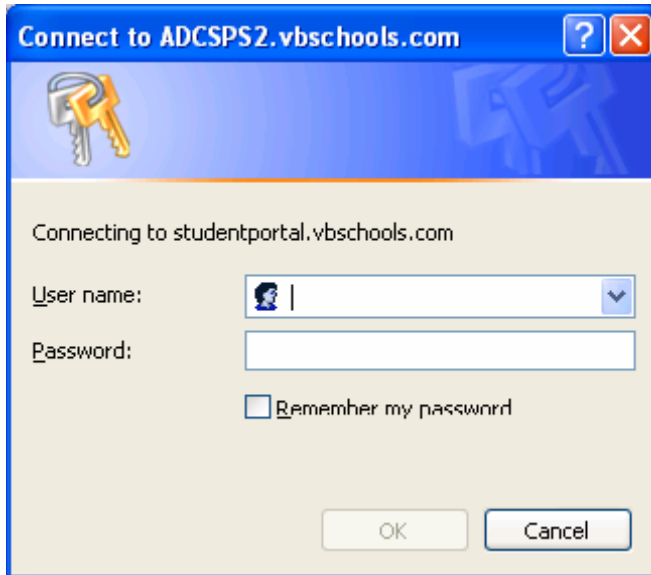 Connect to ADCSPS2.vbschools.com
Connecting to studentportal.vbschools.com
User name:
Password:
Remember my password
OK Cancel